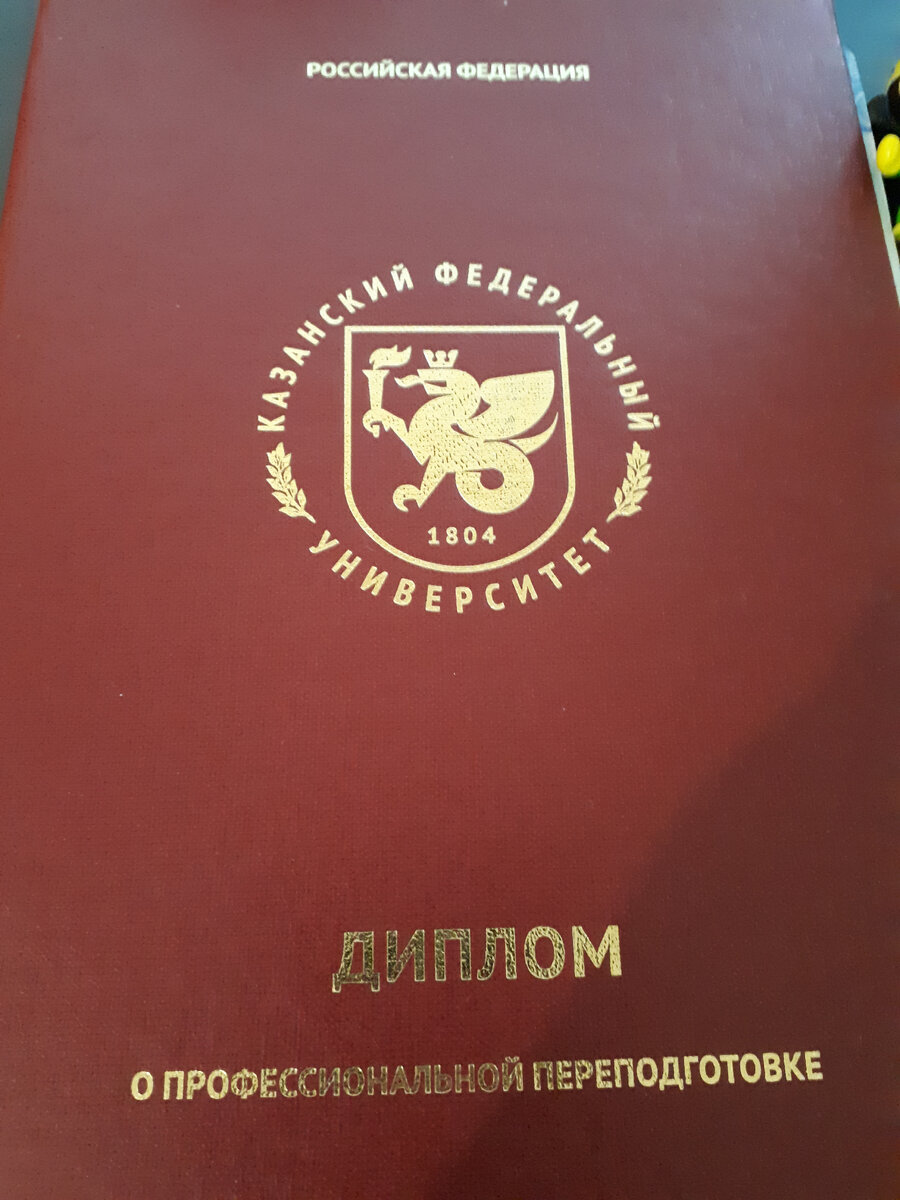 РОССИЙСКАЯ ФЕДЕРАЦИЯ
КАЗАНСКИЙ ФЕДЕРАЛЬНЫЙ
УНИВЕРСИТЕТ
1804
ДИПЛОМ
О ПРОФЕССИОНАЛЬНОЙ ПЕРЕПОДГОТОВКЕ